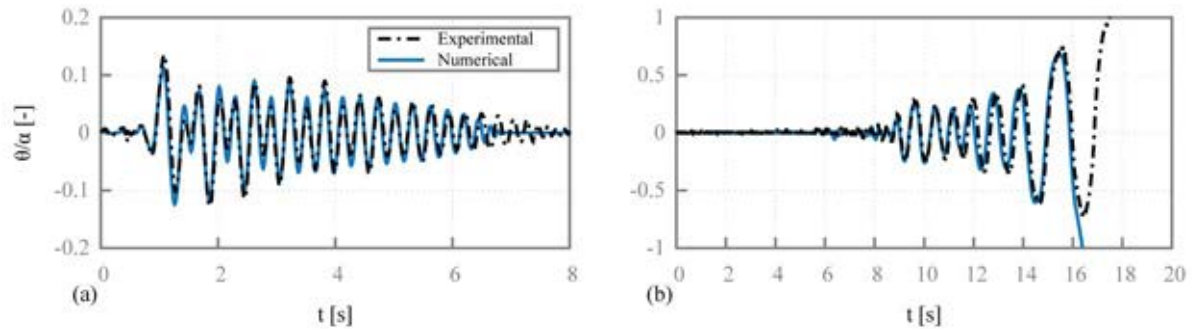 0.2
0.1
0
-0.1
-0.2
θ/α [-]
Experimental
Numerical
0 2 4 6 8
(a)
t [s]
1
0.5
0
-0.5
-1
0 2 4 6 8 10 12 14 16 18 20
(b)
t [s]